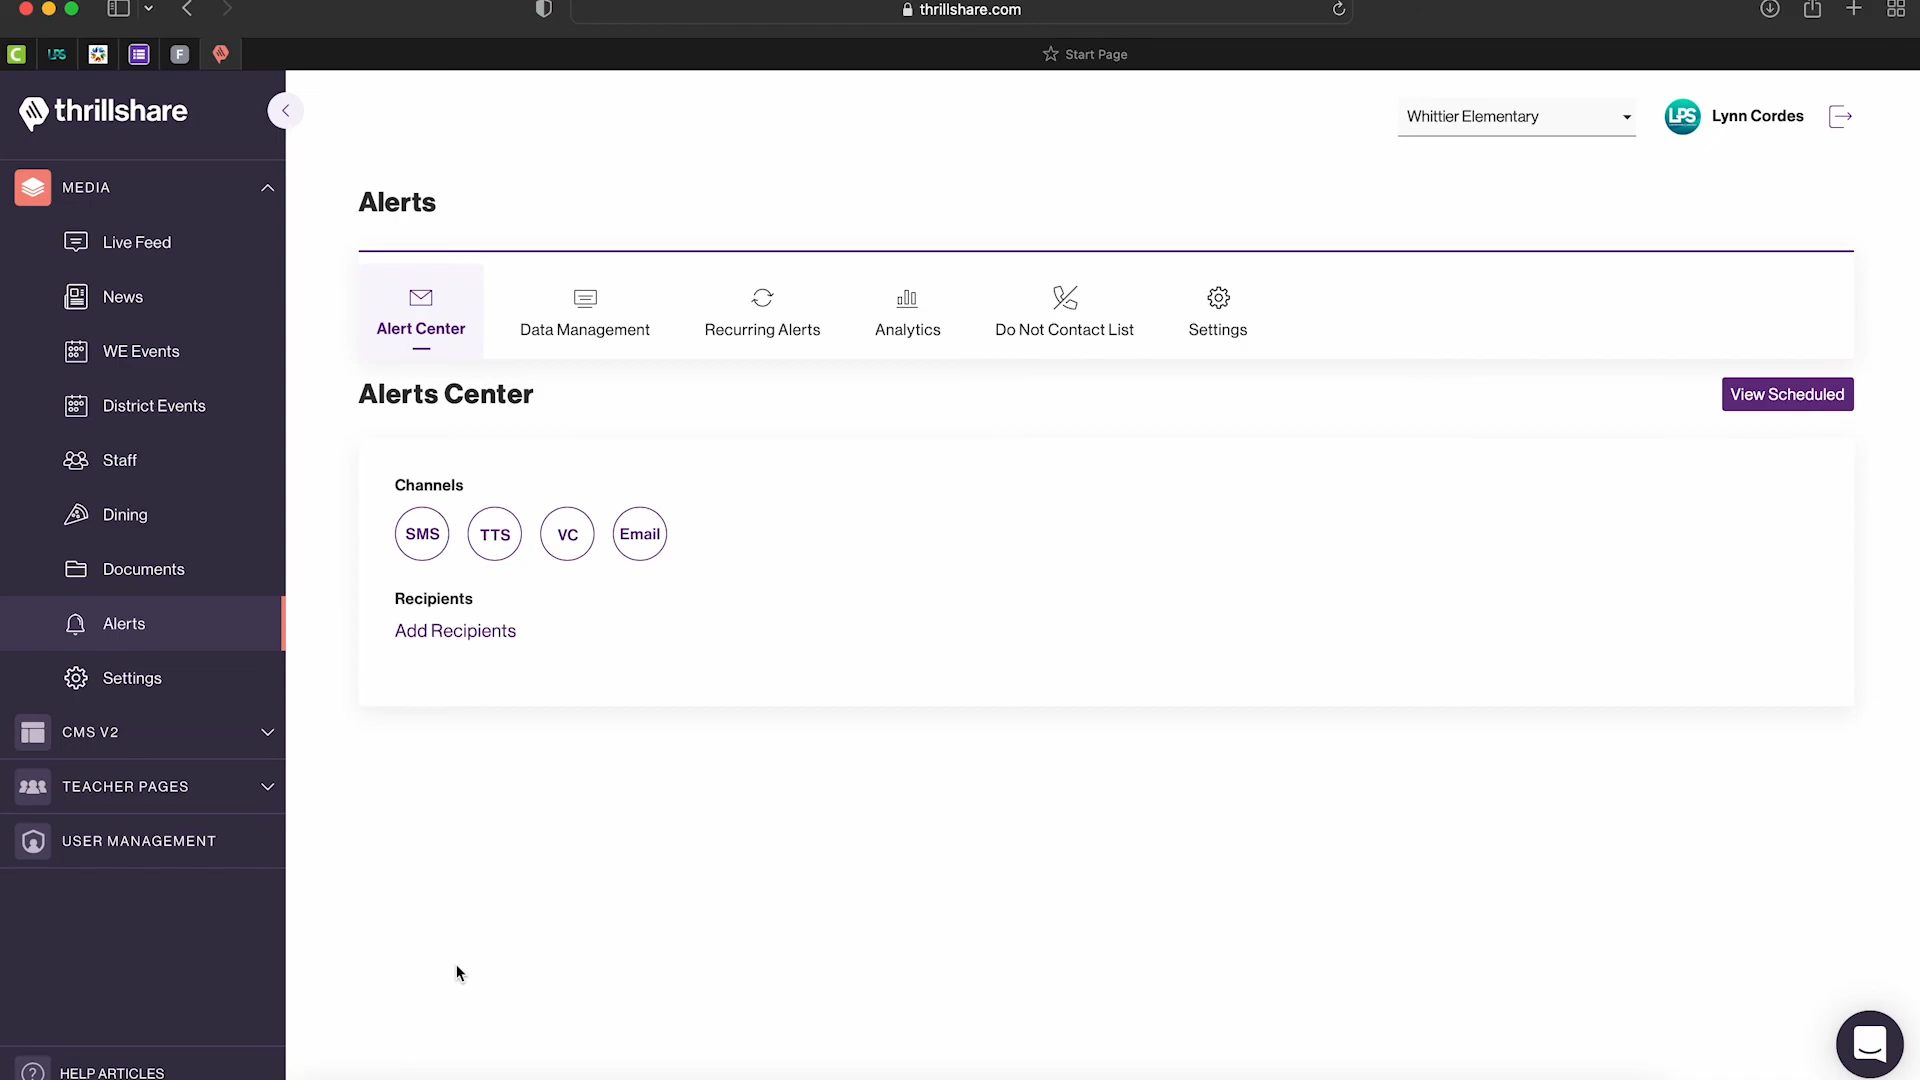 thrillshare.com
C
LPS
F
Start Page
thrillshare
Whittier Elementary
LPS
Lynn Cordes
MEDIA
Live Feed
News
WE Events
District Events
Staff
Dining
Documents
Alerts
Settings
CMS V2
TEACHER PAGES
USER MANAGEMENT
HELP ARTICLES
Alerts
Alert Center
Data Management
Recurring Alerts
Analytics
Do Not Contact List
Settings
Alerts Center
View Scheduled
Channels
SMS
TTS
VC
Email
Recipients
Add Recipients